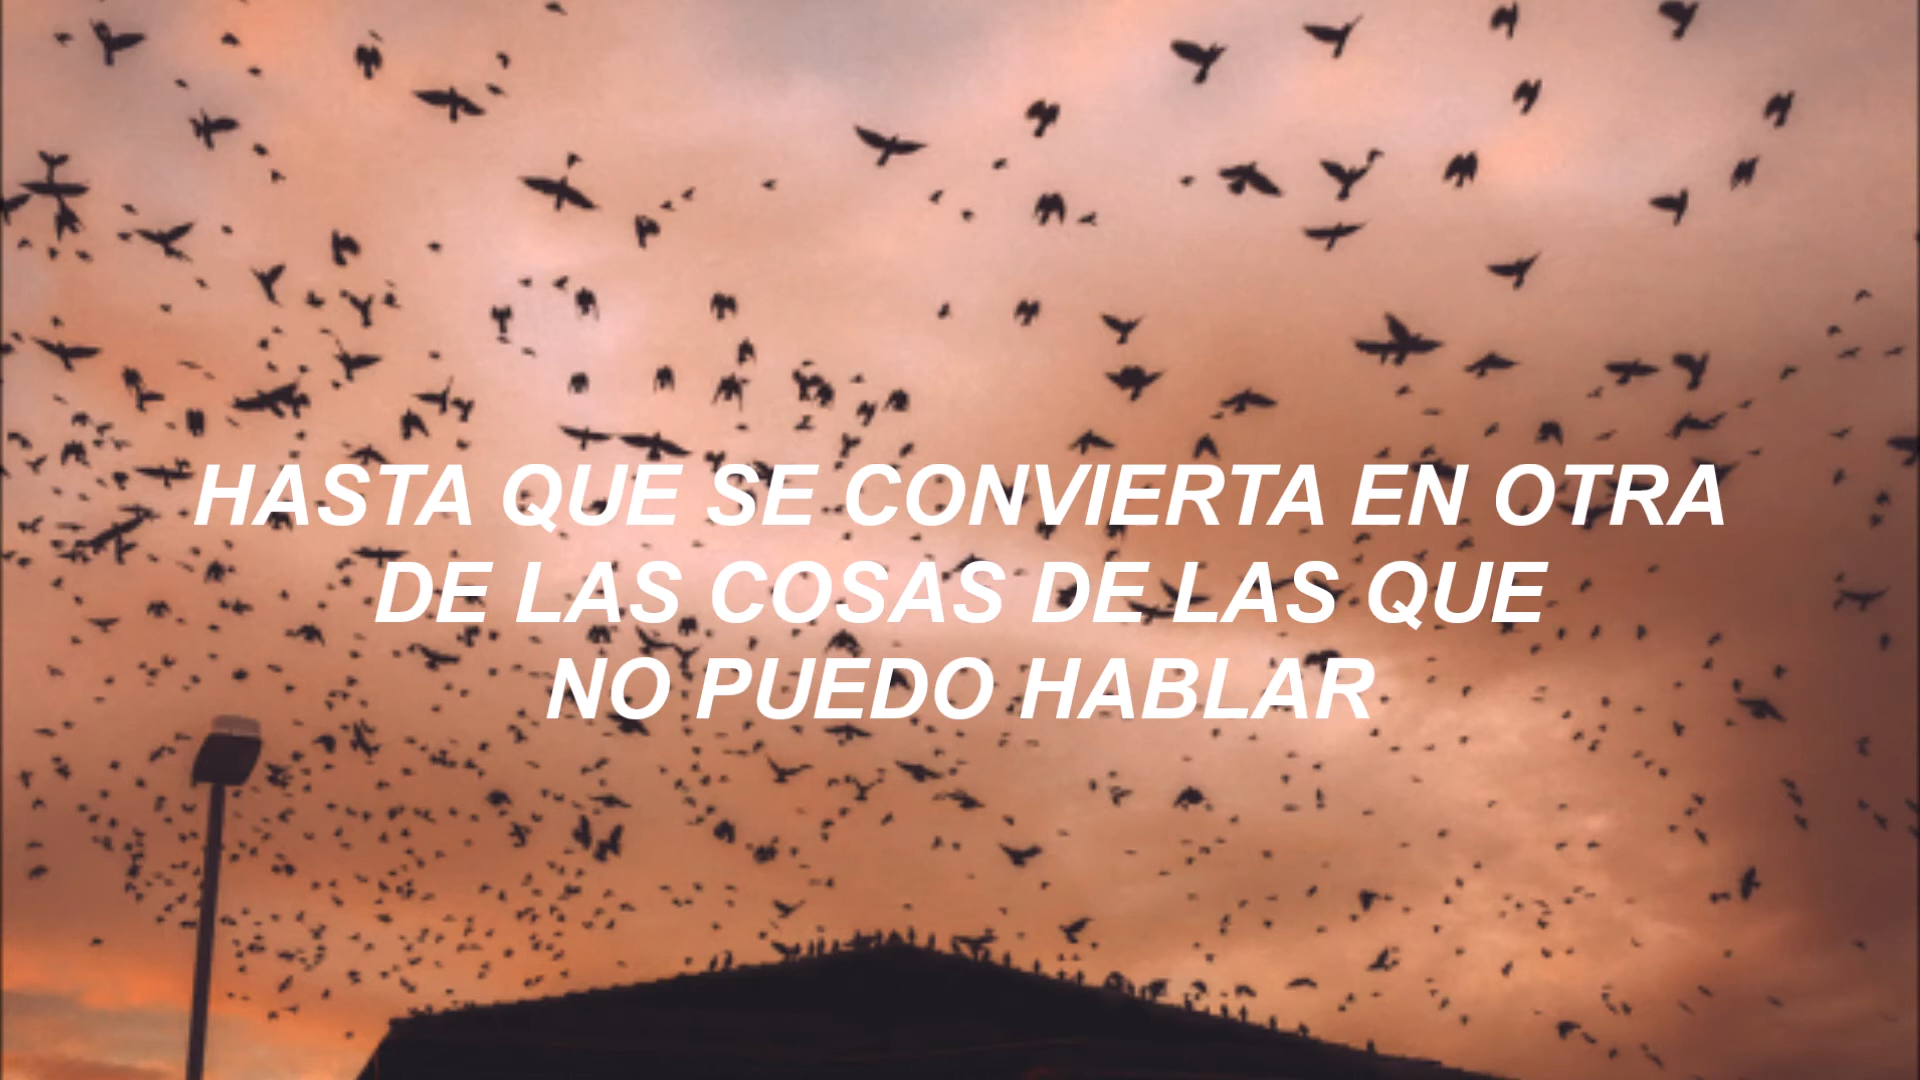 HASTA QUE SE CONVIERTA EN OTRA
DE LAS COSAS DE LAS QUE
NO PUEDO HABLAR